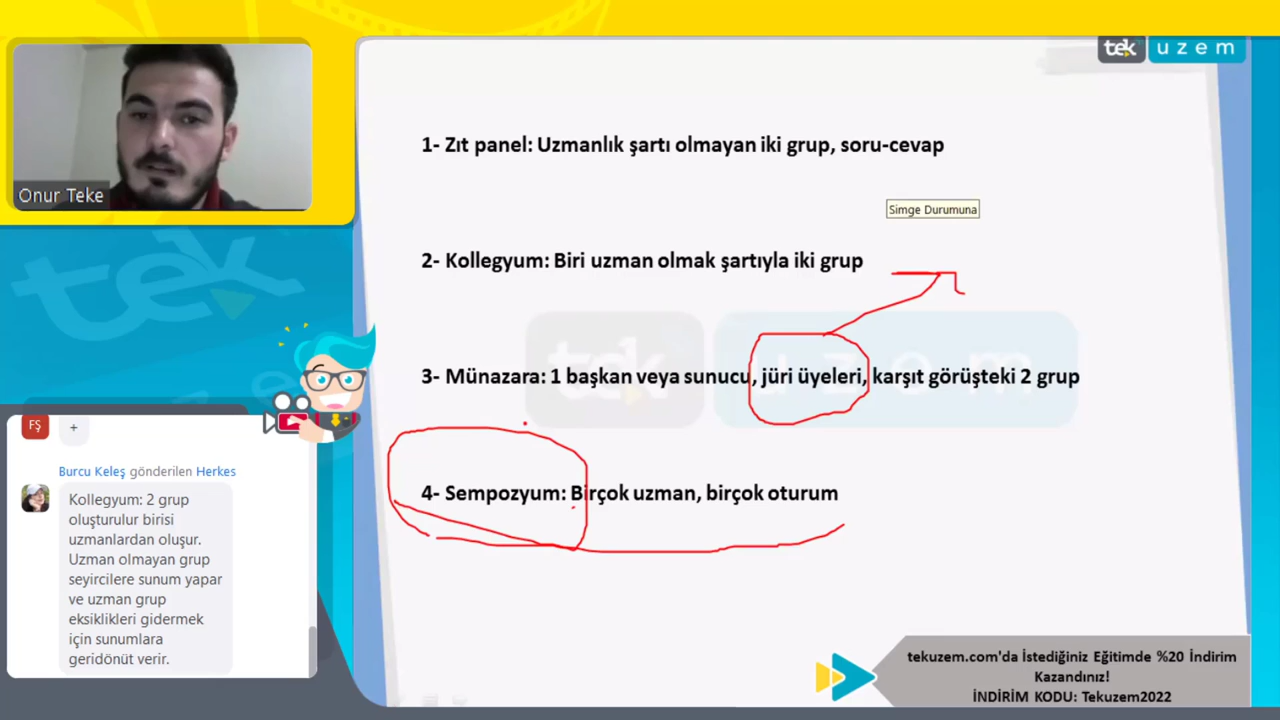 tek uzem
Onur Teke
1- Zıt panel: Uzmanlık şartı olmayan iki grup, soru-cevap
Simge Durumuna
2- Kollegyum: Biri uzman olmak şartıyla iki grup
tek uzem
3- Münazara: 1 başkan veya sunucu, jüri üyeleri, karşıt görüşteki 2 grup
4- Sempozyum: Birçok uzman, birçok oturum
tek
FŞ
+
Burcu Keleş gönderilen Herkes
Kollegyum: 2 grup
oluşturulur birisi
uzmanlardan oluşur.
Uzman olmayan grup
seyircilere sunum yapar
ve uzman grup
eksiklikleri gidermek
için sunumlara
geridönüt verir.
tekuzem.com'da İstediğiniz Eğitimde %20 İndirim
Kazandınız!
İNDİRİM KODU: Tekuzem2022